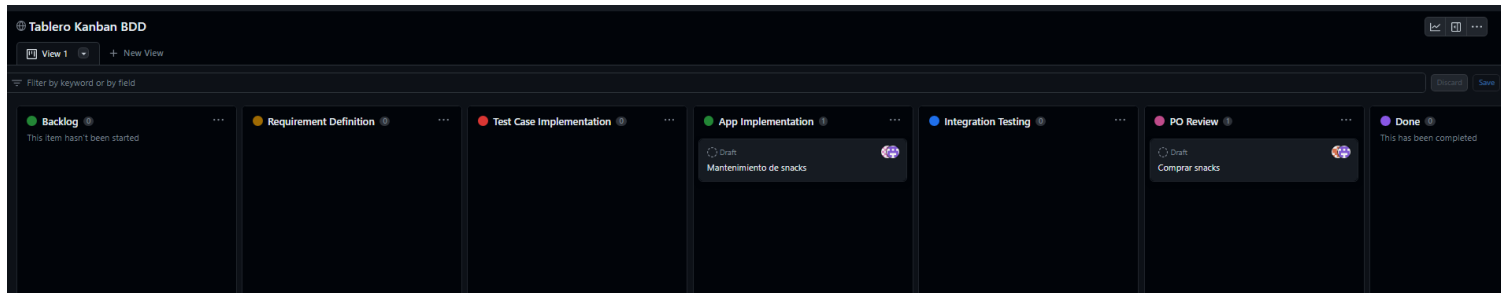 Tablero Kanban BDD
View 1
+ New View
Filter by keyword or by field
Discard
Save
Backlog 0
This item hasn't been started
Requirement Definition 0
Test Case Implementation 0
App Implementation 1
Draft
Mantenimiento de snacks
Integration Testing 0
PO Review 1
Draft
Comprar snacks
Done 0
This has been completed